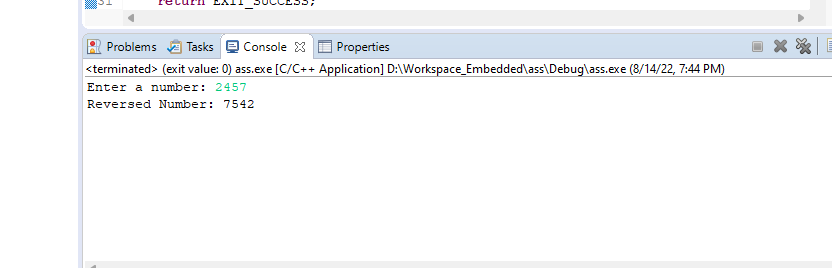 31 return EXIT_SUCCESS;
Problems Tasks Console Properties
<terminated> (exit value: 0) ass.exe [C/C++ Application] D:\Workspace_Embedded\ass\Debug\ass.exe (8/14/22, 7:44 PM)
Enter a number: 2457
Reversed Number: 7542